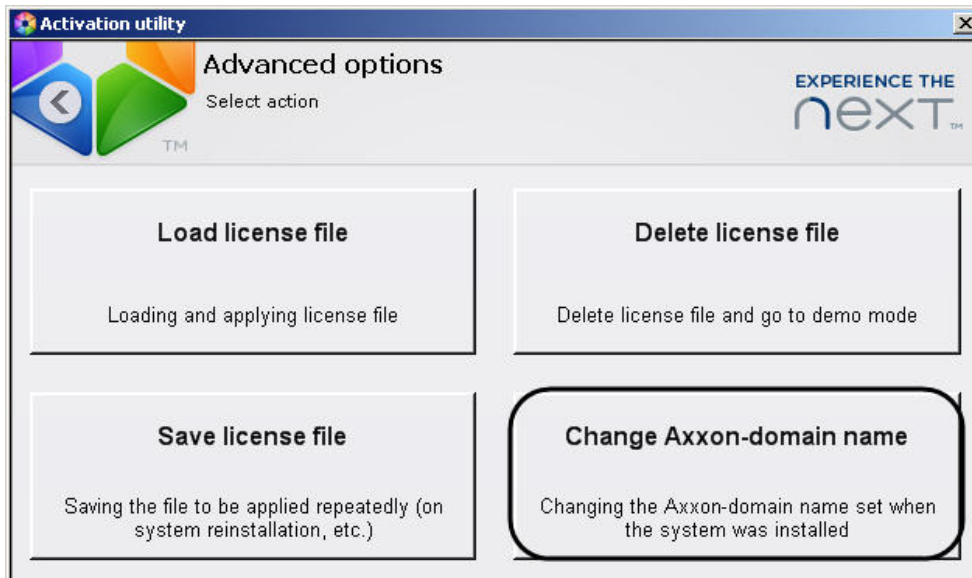 Activation utility
Advanced options
Select action
TM
EXPERIENCE THE
next™
Load license file
Loading and applying license file
Delete license file
Delete license file and go to demo mode
Save license file
Saving the file to be applied repeatedly (on
system reinstallation, etc.)
Change Axxon-domain name
Changing the Axxon-domain name set when
the system was installed